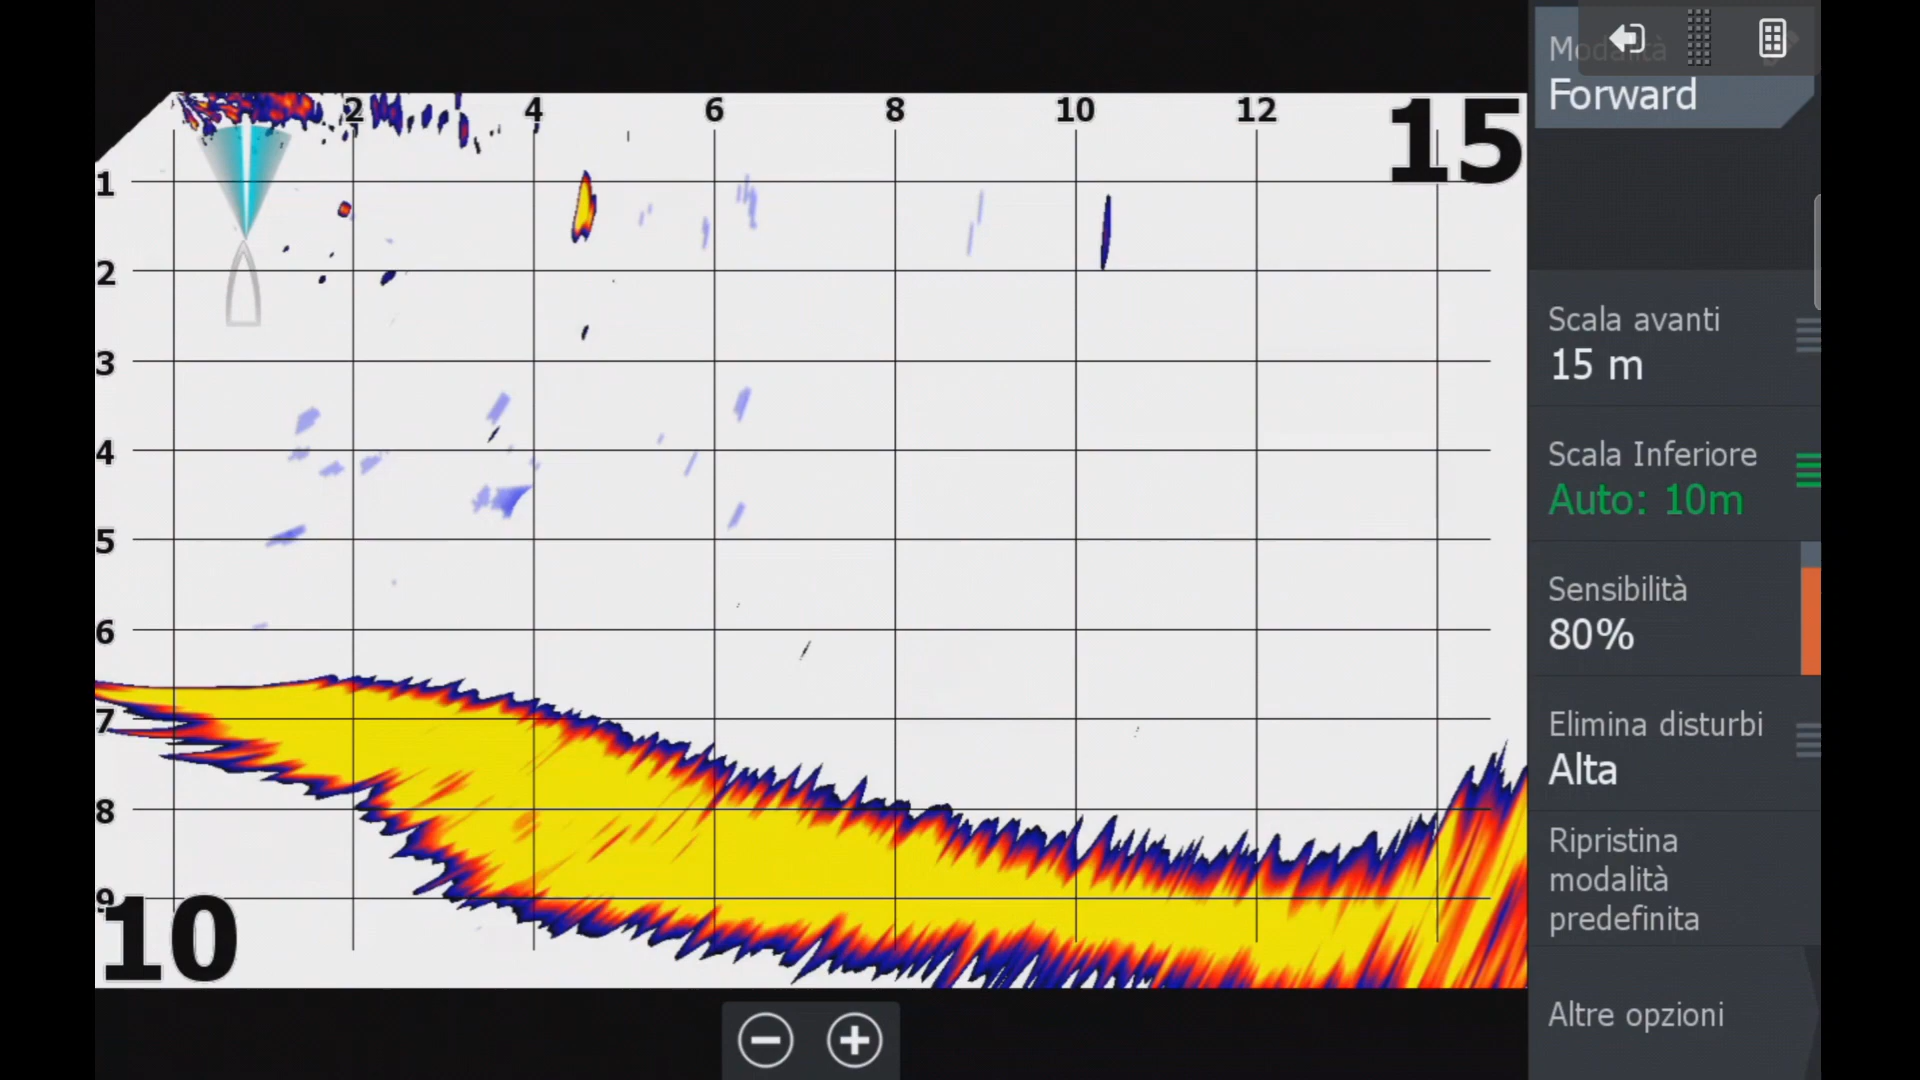 2 4 6 8 10 12 15
1
2
3
4
5
6
7
8
9
10
Modalità
Forward
Scala avanti
15 m
Scala Inferiore
Auto: 10m
Sensibilità
80%
Elimina disturbi
Alta
Ripristina
modalità
predefinita
Altre opzioni